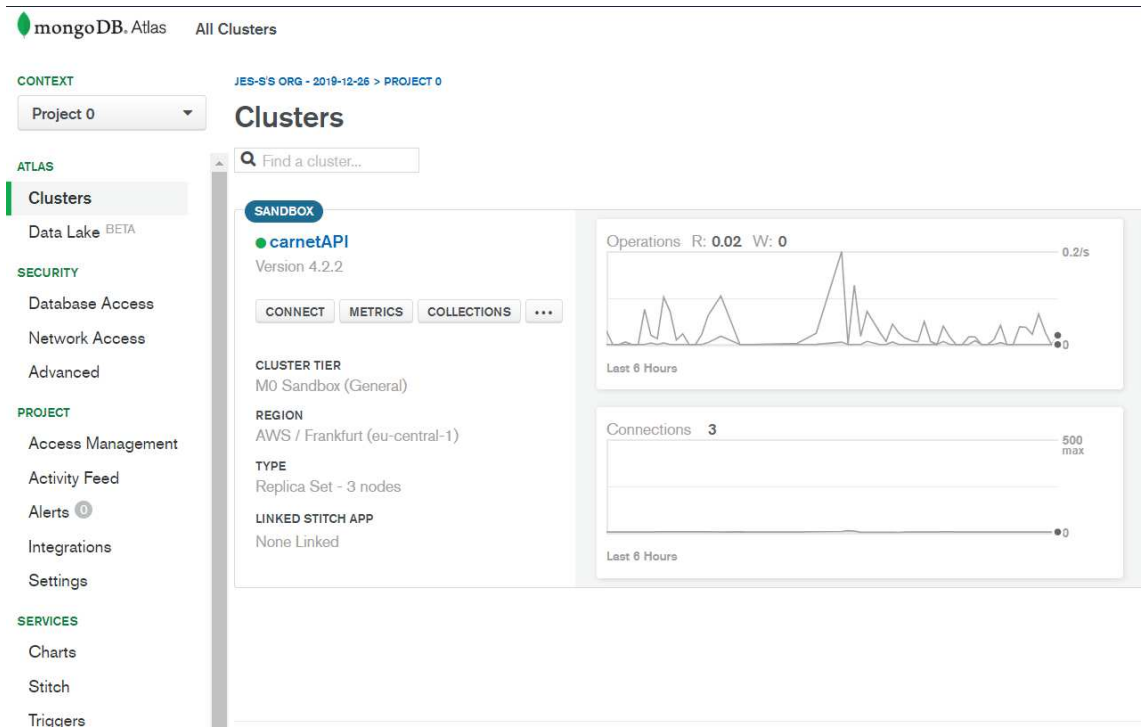 mongoDB. Atlas All Clusters
CONTEXT
Project 0
ATLAS
Clusters
Data Lake BETA
SECURITY
Database Access
Network Access
Advanced
PROJECT
Access Management
Activity Feed
Alerts 0
Integrations
Settings
SERVICES
Charts
Stitch
Triggers
JES-S'S ORG - 2019-12-26 > PROJECT 0
Clusters
Find a cluster...
SANDBOX
carnetAPI
Version 4.2.2
CONNECT METRICS COLLECTIONS ...
CLUSTER TIER
M0 Sandbox (General)
REGION
AWS / Frankfurt (eu-central-1)
TYPE
Replica Set - 3 nodes
LINKED STITCH APP
None Linked
Operations R: 0.02 W: 0
0.2/s
0
Last 6 Hours
Connections 3
500
max
0
Last 6 Hours